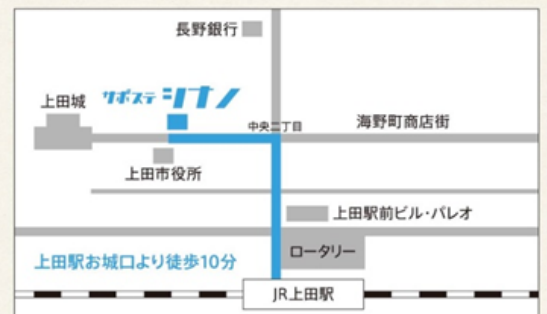 長野銀行
サポステ シナノ
上田城
中央二丁目
海野町商店街
上田市役所
上田駅前ビル・パレオ
ロータリー
上田駅お城口より徒歩10分
JR上田駅